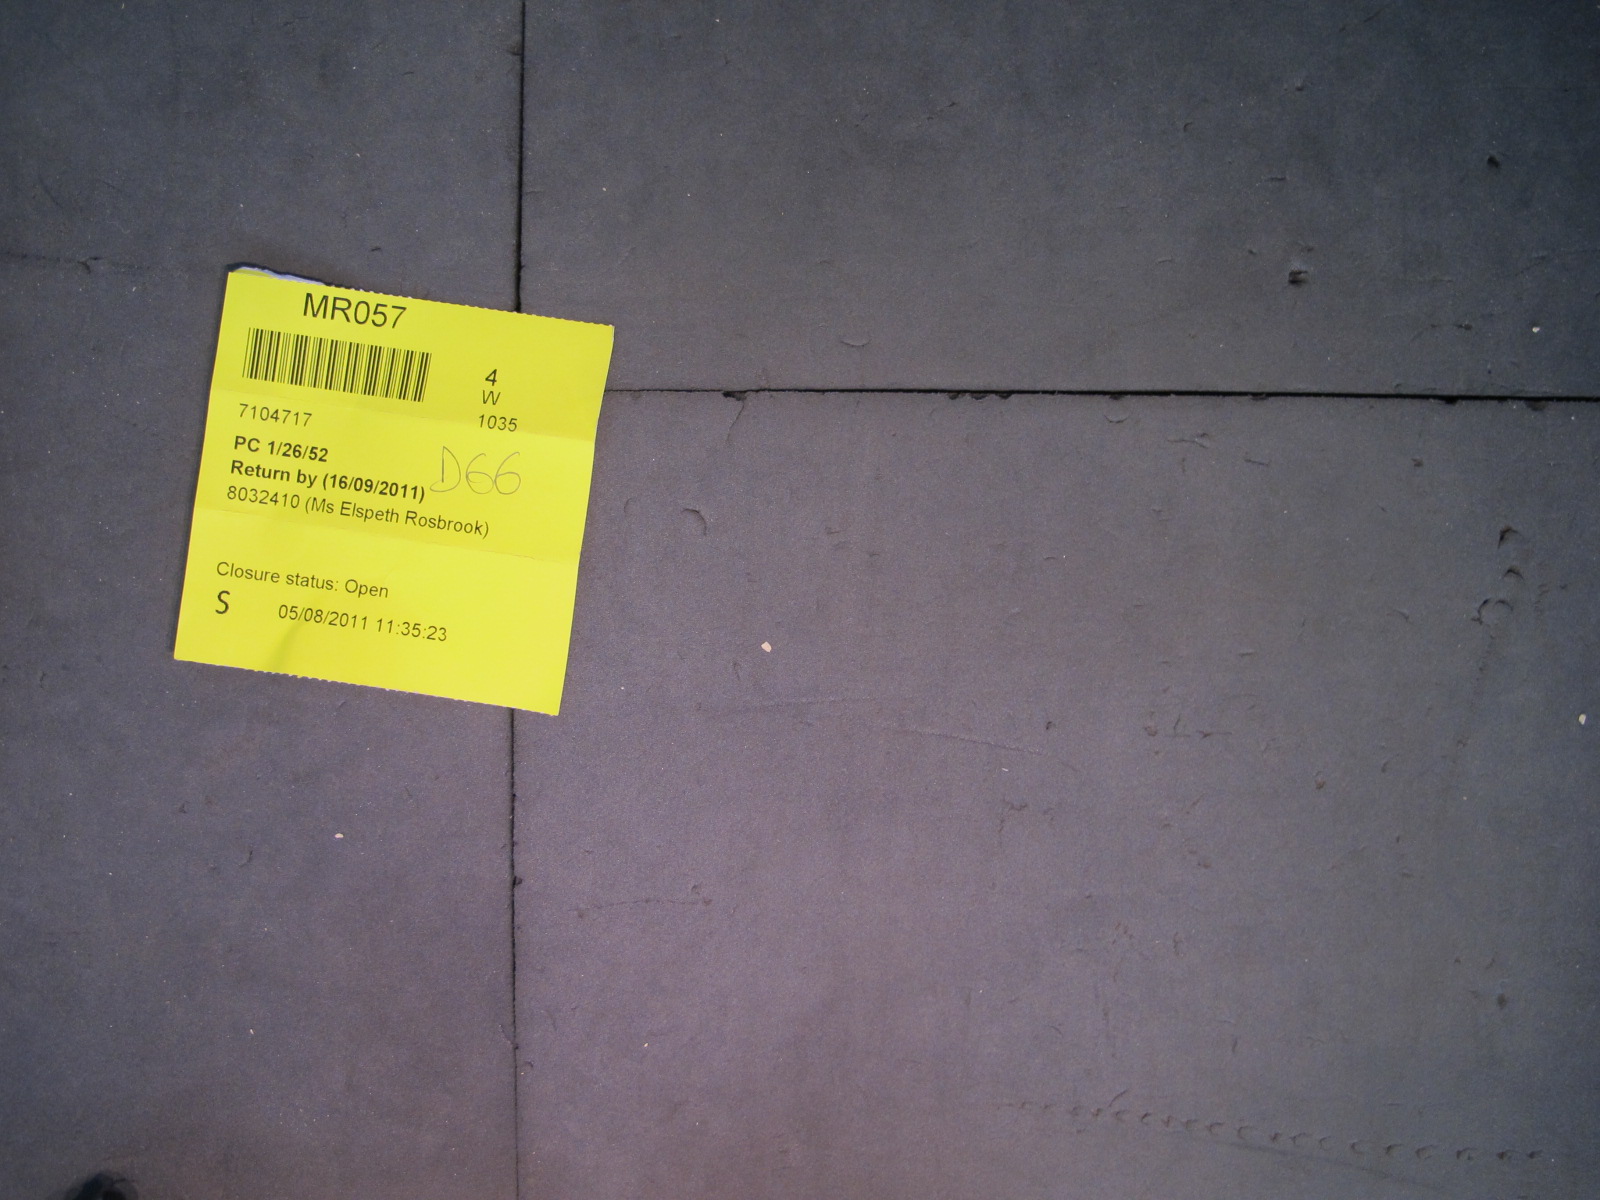 MR057
4
W
7104717 1035
PC 1/26/52
Return by (16/09/2011) D66
8032410 (Ms Elspeth Rosbrook)
Closure status: Open
S 05/08/2011 11:35:23